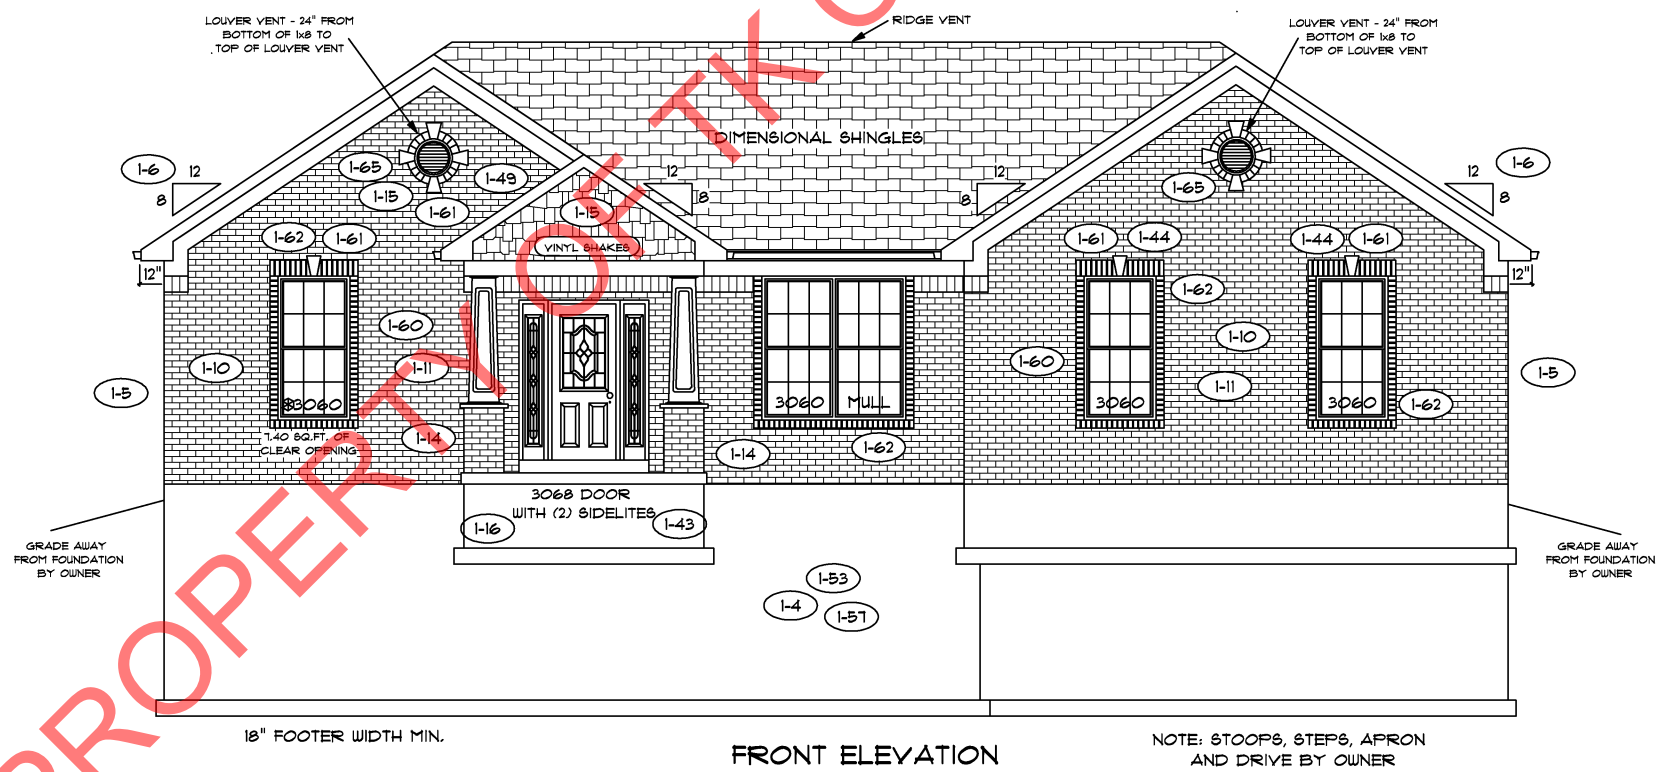 LOUVER VENT - 24" FROM
BOTTOM OF 1x8 TO
TOP OF LOUVER VENT
RIDGE VENT
LOUVER VENT - 24" FROM
BOTTOM OF 1x8 TO
TOP OF LOUVER VENT
DIMENSIONAL SHINGLES
1-6
12
8
1-65
1-15
1-49
1-61
12
8
12
8
1-65
12
8
1-6
1-15
VINYL SHAKES
1-62
1-61
1-61
1-44
1-44
1-61
12"
12"
1-62
1-60
1-10
1-10
1-11
1-60
1-11
1-5
1-5
3060
3060
MULL
3060
3060
1-62
7.40 SQ.FT. OF
CLEAR OPENING
1-14
1-14
1-62
3068 DOOR
WITH (2) SIDELITES
1-16
1-43
GRADE AWAY
FROM FOUNDATION
BY OWNER
GRADE AWAY
FROM FOUNDATION
BY OWNER
1-53
1-4
1-57
18" FOOTER WIDTH MIN.
FRONT ELEVATION
NOTE: STOOPS, STEPS, APRON
AND DRIVE BY OWNER
PROPERTY OF TK